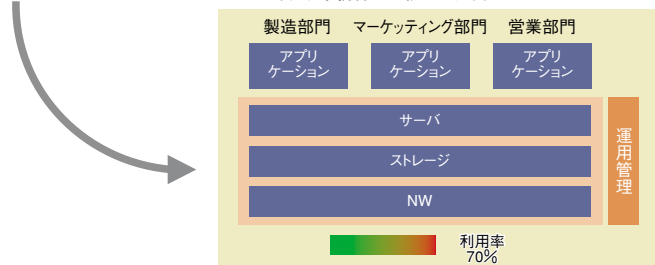 製造部門 マーケッティング部門 営業部門
アプリ
ケーション
アプリ
ケーション
アプリ
ケーション
サーバ
ストレージ
NW
運用管理
利用率
70%